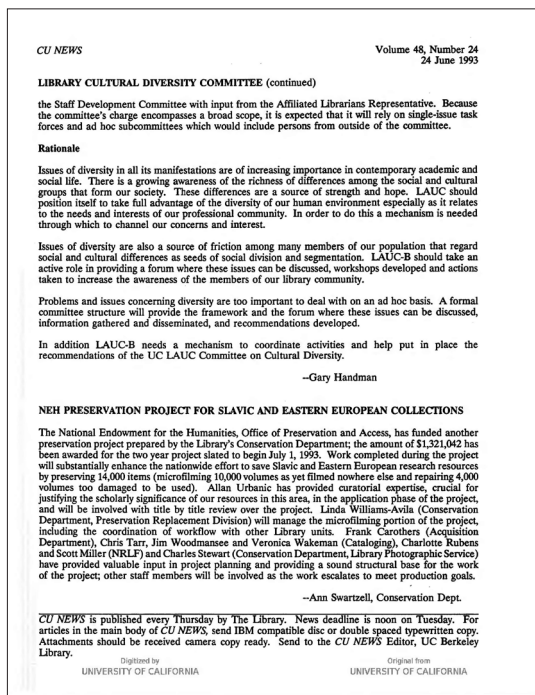 CU NEWS
Volume 48, Number 24
24 June 1993
LIBRARY CULTURAL DIVERSITY COMMITTEE (continued)
the Staff Development Committee with input from the Affiliated Librarians Representative. Because
the committee's charge encompasses a broad scope, it is expected that it will rely on single-issue task
forces and ad hoc subcommittees which would include persons from outside of the committee.
Rationale
Issues of diversity in all its manifestations are of increasing importance in contemporary academic and
social life. There is a growing awareness of the richness of differences among the social and cultural
groups that form our society. These differences are a source of strength and hope. LAUC should
position itself to take full advantage of the diversity of our human environment especially as it relates
to the needs and interests of our professional community. In order to do this a mechanism is needed
through which to channel our concerns and interest.
Issues of diversity are also a source of friction among many members of our population that regard
social and cultural differences as seeds of social division and segmentation. LAUC-B should take an
active role in providing a forum where these issues can be discussed, workshops developed and actions
taken to increase the awareness of the members of our library community.
Problems and issues concerning diversity are too important to deal with on an ad hoc basis. A formal
committee structure will provide the framework and the forum where these issues can be discussed,
information gathered and disseminated, and recommendations developed.
In addition LAUC-B needs a mechanism to coordinate activities and help put in place the
recommendations of the UC LAUC Committee on Cultural Diversity.
--Gary Handman
NEH PRESERVATION PROJECT FOR SLAVIC AND EASTERN EUROPEAN COLLECTIONS
The National Endowment for the Humanities, Office of Preservation and Access, has funded another
preservation project prepared by the Library's Conservation Department; the amount of $1,321,042 has
been awarded for the two year project slated to begin July 1, 1993. Work completed during the project
will substantially enhance the nationwide effort to save Slavic and Eastern European research resources
by preserving 14,000 items (microfilming 10,000 volumes as yet filmed nowhere else and repairing 4,000
volumes too damaged to be used). Allan Urbanic has provided curatorial expertise, crucial for
justifying the scholarly significance of our resources in this area, in the application phase of the project,
and will be involved with title by title review over the project. Linda Williams-Avila (Conservation
Department, Preservation Replacement Division) will manage the microfilming portion of the project,
including the coordination of workflow with other Library units. Frank Carothers (Acquisition
Department), Chris Tarr, Jim Woodmansee and Veronica Wakeman (Cataloging), Charlotte Rubens
and Scott Miller (NRLF) and Charles Stewart (Conservation Department, Library Photographic Service)
have provided valuable input in project planning and providing a sound structural base for the work
of the project; other staff members will be involved as the work escalates to meet production goals.
--Ann Swartzell, Conservation Dept.
CU NEWS is published every Thursday by The Library. News deadline is noon on Tuesday. For
articles in the main body of CU NEWS, send IBM compatible disc or double spaced typewritten copy.
Attachments should be received camera copy ready. Send to the CU NEWS Editor, UC Berkeley
Library.
Digitized by
UNIVERSITY OF CALIFORNIA
Original from
UNIVERSITY OF CALIFORNIA